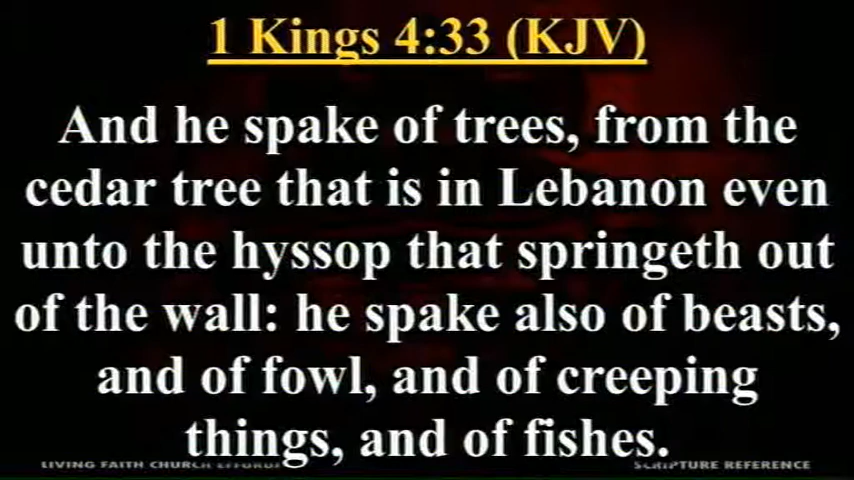 1 Kings 4:33 (KJV)
And he spake of trees, from the
cedar tree that is in Lebanon even
unto the hyssop that springeth out
of the wall: he spake also of beasts,
and of fowl, and of creeping
things, and of fishes.
LIVING FAITH CHURCH
SCRIPTURE REFERENCE